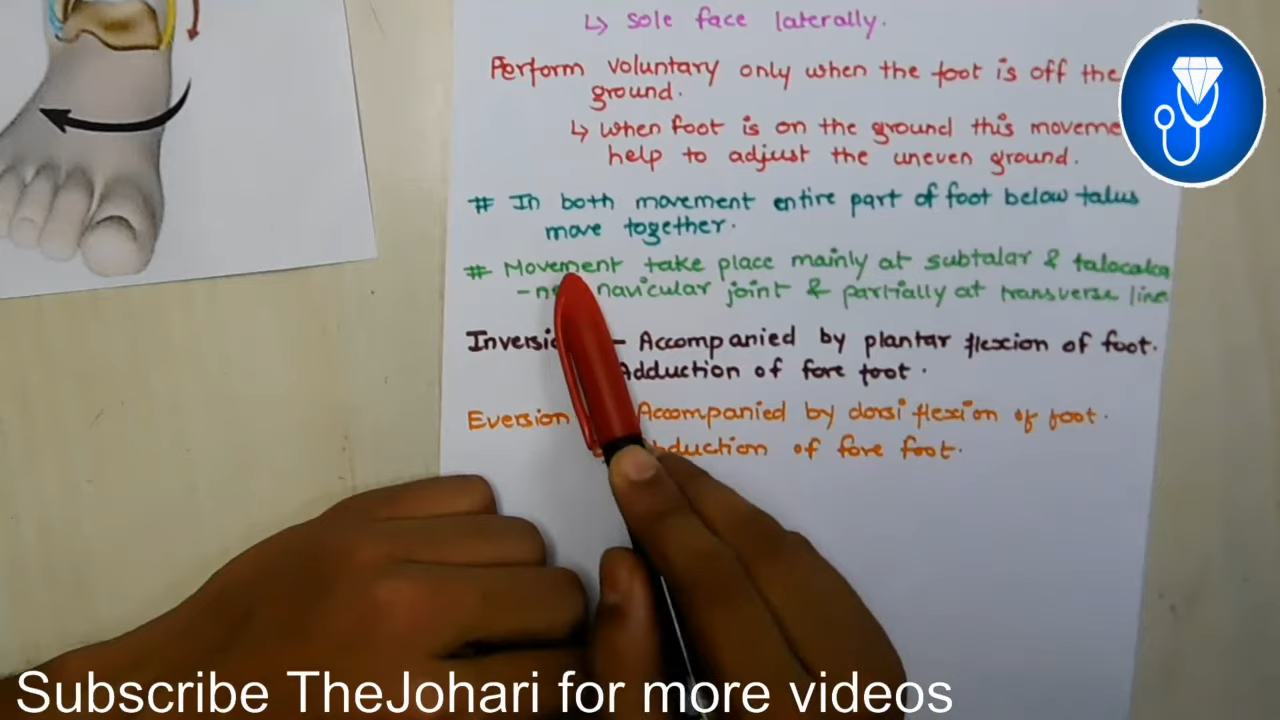 ↳ sole face laterally.
Perform voluntary only when the foot is off the
ground.
↳ when foot is on the ground this moveme
help to adjust the uneven ground.
# In both movement entire part of foot below talus
move together.
# Movement take place mainly at subtalar & talocalca
navicular joint & partially at transverse line
Inversi - Accompanied by plantar flexion of foot.
Adduction of fore foot.
Eversion Accompanied by dorsi flexion of foot.
bduction of fore foot.
Subscribe TheJohari for more videos